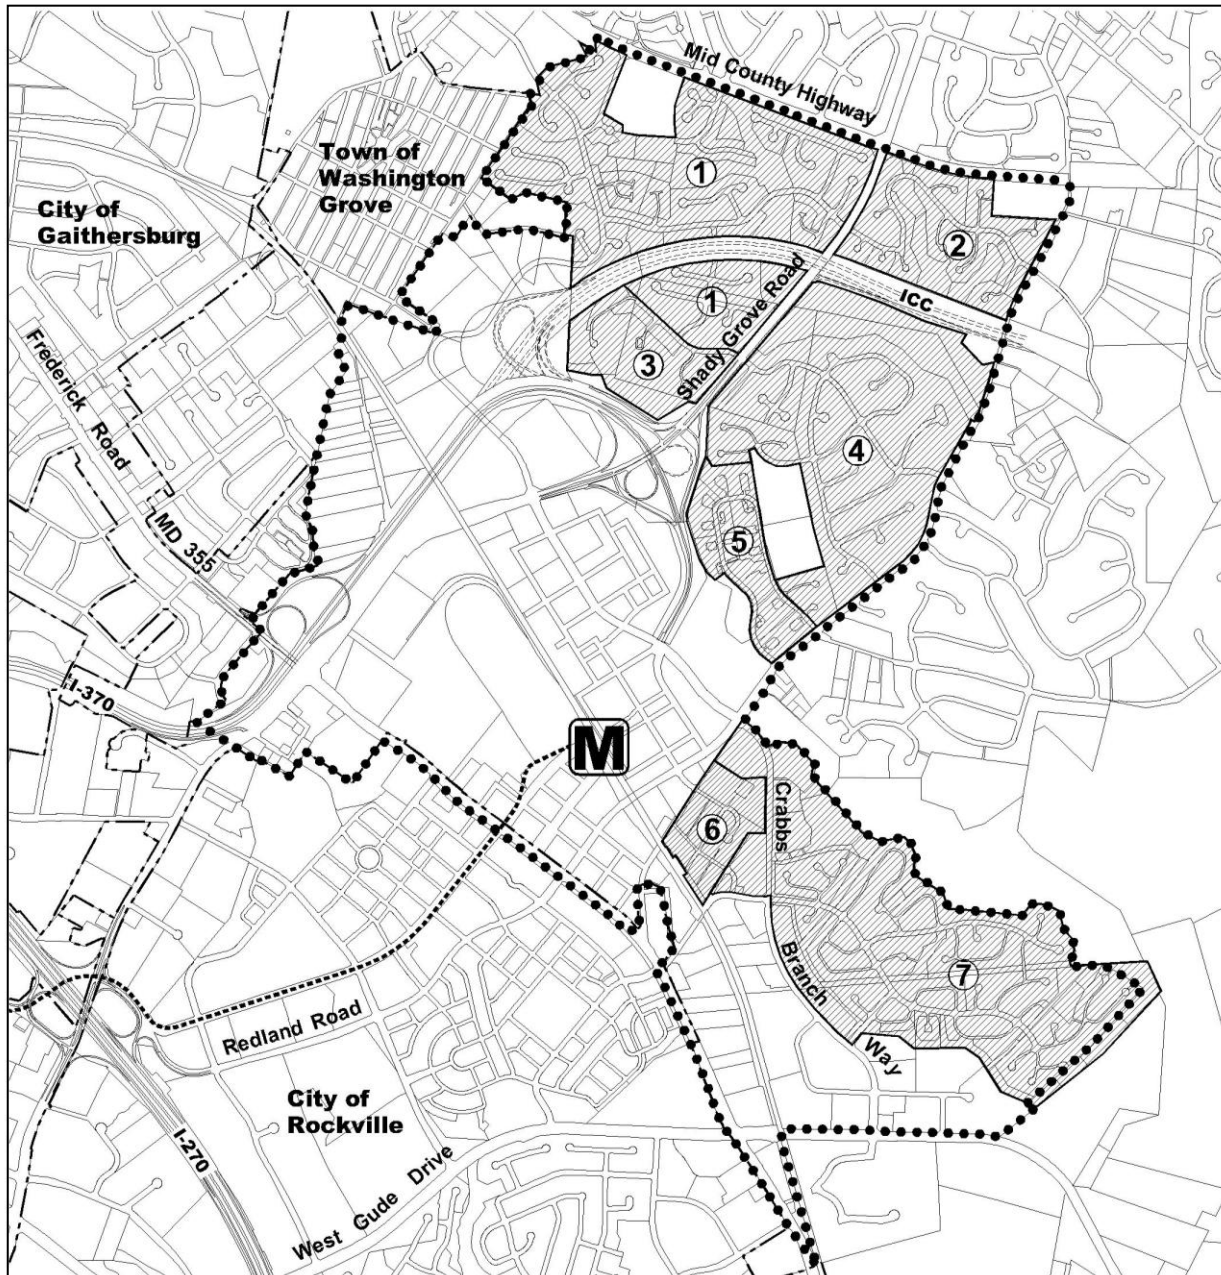 Mid County Highway
Town of
Washington
Grove
City of
Gaithersburg
1
2
ICC
1
Shady Grove Road
3
Frederick Road
4
MD 355
5
I-370
M
Crabbs
6
Branch
7
Way
Redland Road
City of
Rockville
I-270
West Gude Drive